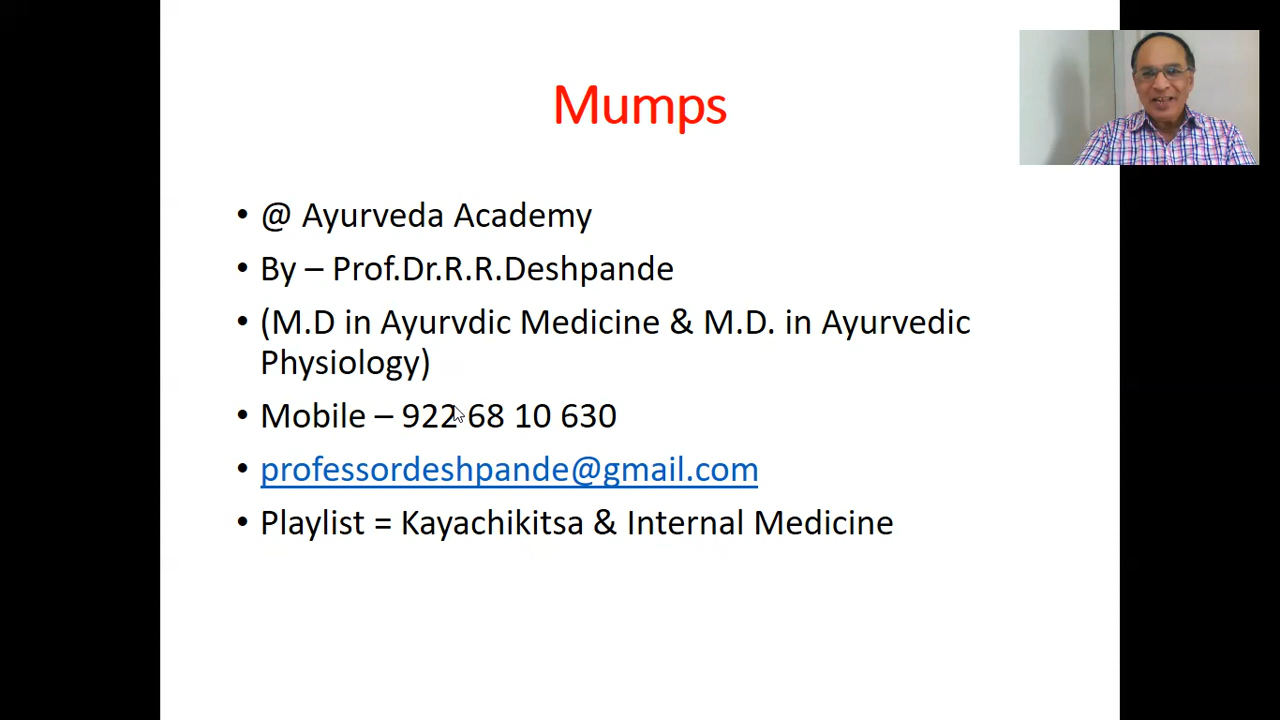 Mumps
• @ Ayurveda Academy
• By – Prof.Dr.R.R.Deshpande
• (M.D in Ayurvdic Medicine & M.D. in Ayurvedic
Physiology)
• Mobile – 922 68 10 630
• professordeshpande@gmail.com
• Playlist = Kayachikitsa & Internal Medicine